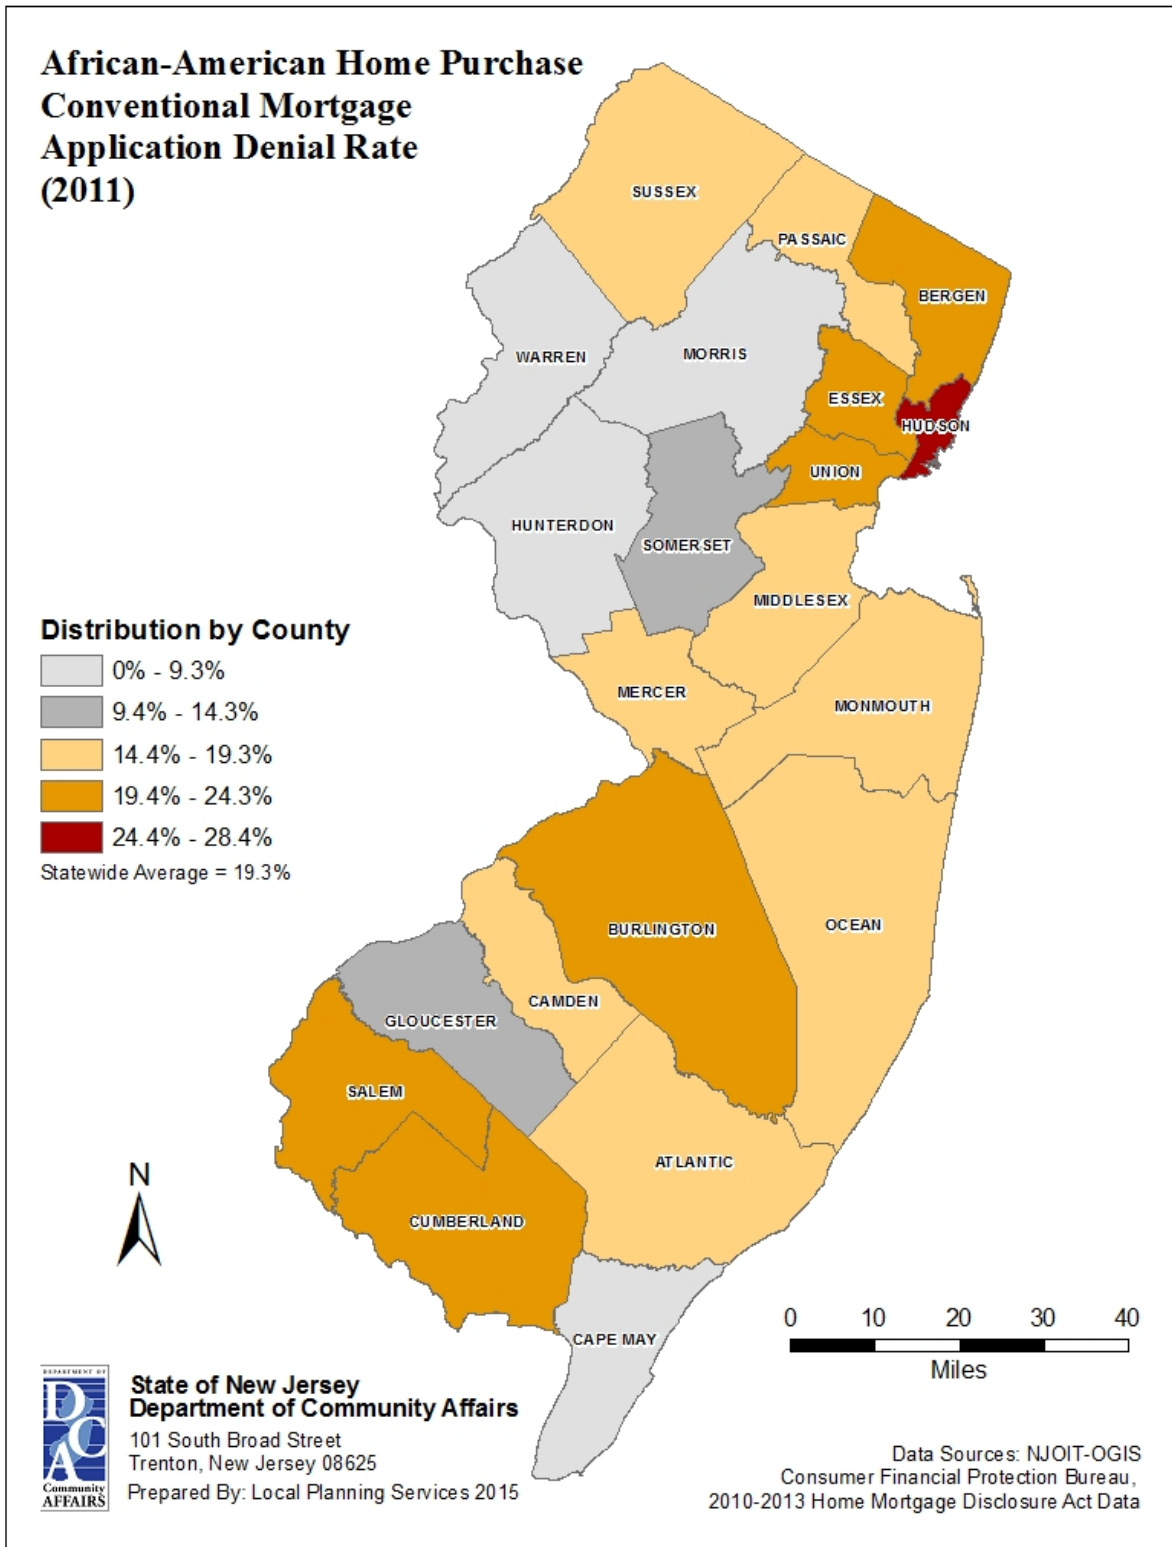 African-American Home Purchase
Conventional Mortgage
Application Denial Rate
(2011)
SUSSEX
PASSAIC
BERGEN
WARREN
MORRIS
ESSEX
HUDSON
UNION
HUNTERDON
SOMERSET
MIDDLESEX
Distribution by County
0% - 9.3%
9.4% - 14.3%
14.4% - 19.3%
19.4% - 24.3%
24.4% - 28.4%
Statewide Average = 19.3%
MERCER
MONMOUTH
OCEAN
BURLINGTON
CAMDEN
GLOUCESTER
SALEM
ATLANTIC
CUMBERLAND
CAPE MAY
N
0 10 20 30 40
Miles
DEPARTMENT OF
DCA
Community
AFFAIRS
State of New Jersey
Department of Community Affairs
101 South Broad Street
Trenton, New Jersey 08625
Prepared By: Local Planning Services 2015
Data Sources: NJOIT-OGIS
Consumer Financial Protection Bureau,
2010-2013 Home Mortgage Disclosure Act Data